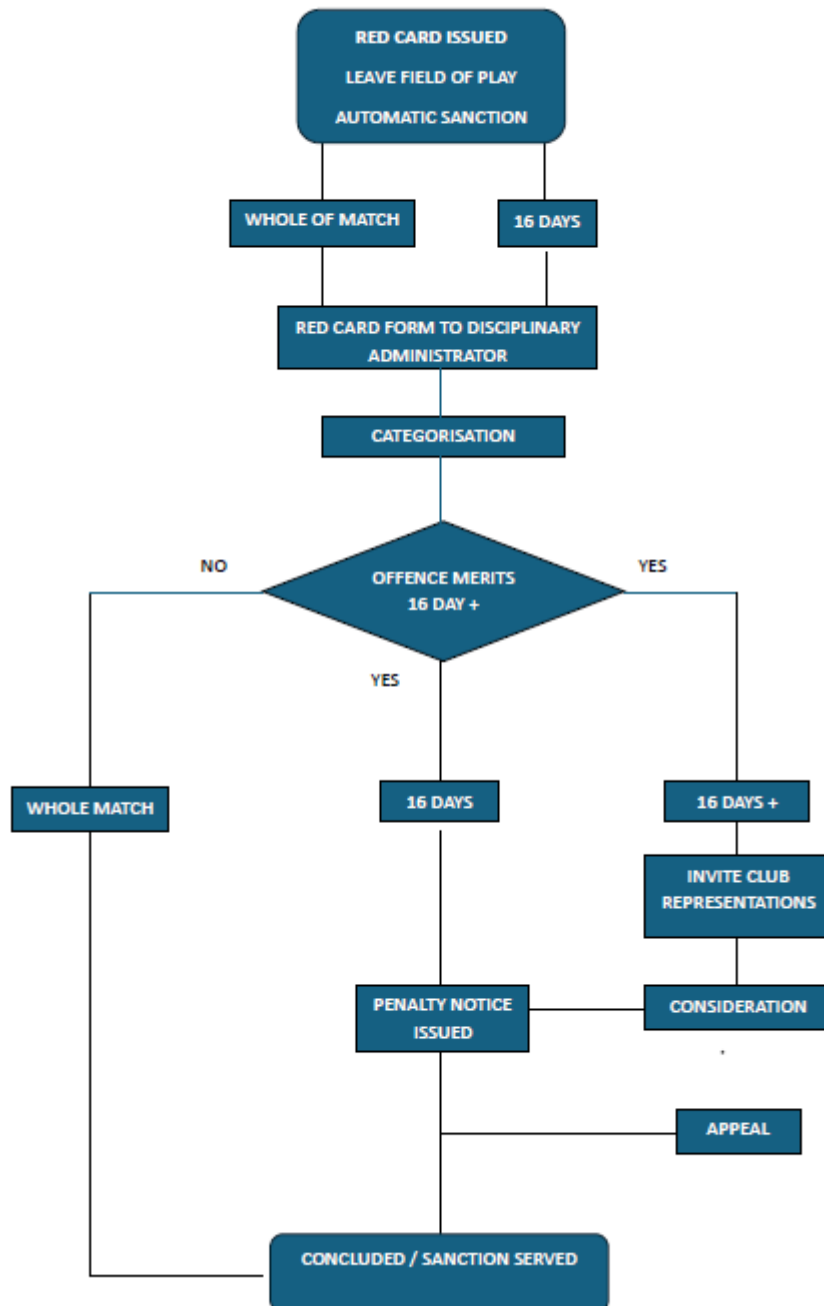 RED CARD ISSUED
LEAVE FIELD OF PLAY
AUTOMATIC SANCTION
WHOLE OF MATCH
16 DAYS
RED CARD FORM TO DISCIPLINARY
ADMINISTRATOR
CATEGORISATION
NO
OFFENCE MERITS
16 DAY +
YES
YES
WHOLE MATCH
16 DAYS
16 DAYS +
INVITE CLUB
REPRESENTATIONS
PENALTY NOTICE
ISSUED
CONSIDERATION
APPEAL
CONCLUDED / SANCTION SERVED